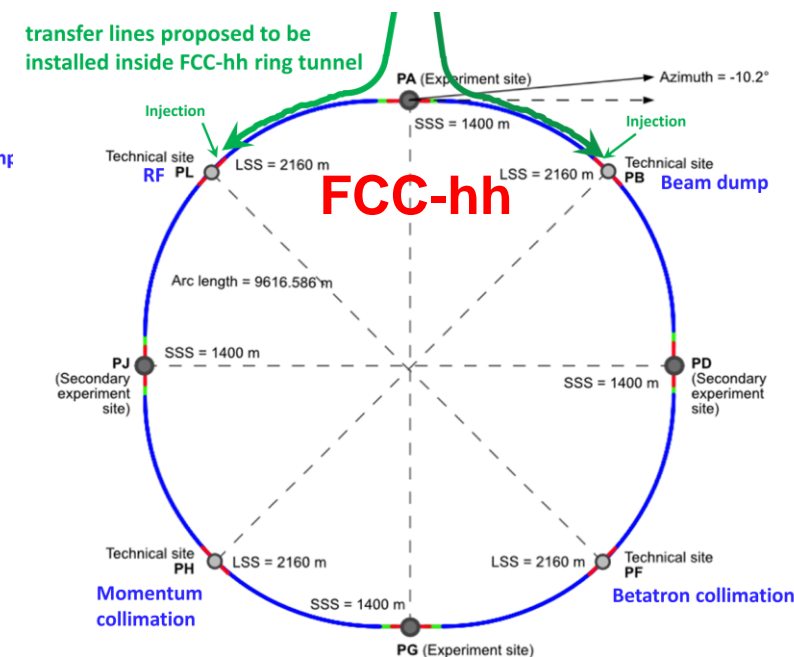 transfer lines proposed to be
installed inside FCC-hh ring tunnel
PA (Experiment site)
Azimuth = -10.2°
Injection
SSS = 1400 m
Injection
Technical site
PL
RF
LSS = 2160 m
LSS = 2160 m
Technical site
PB
Beam dump
FCC-hh
Arc length = 9616.586 m
PJ
(Secondary
experiment
site)
SSS = 1400 m
SSS = 1400 m
PD
(Secondary
experiment
site)
Technical site
PH
LSS = 2160 m
Momentum
collimation
LSS = 2160 m
Technical site
PF
Betatron collimation
SSS = 1400 m
PG (Experiment site)